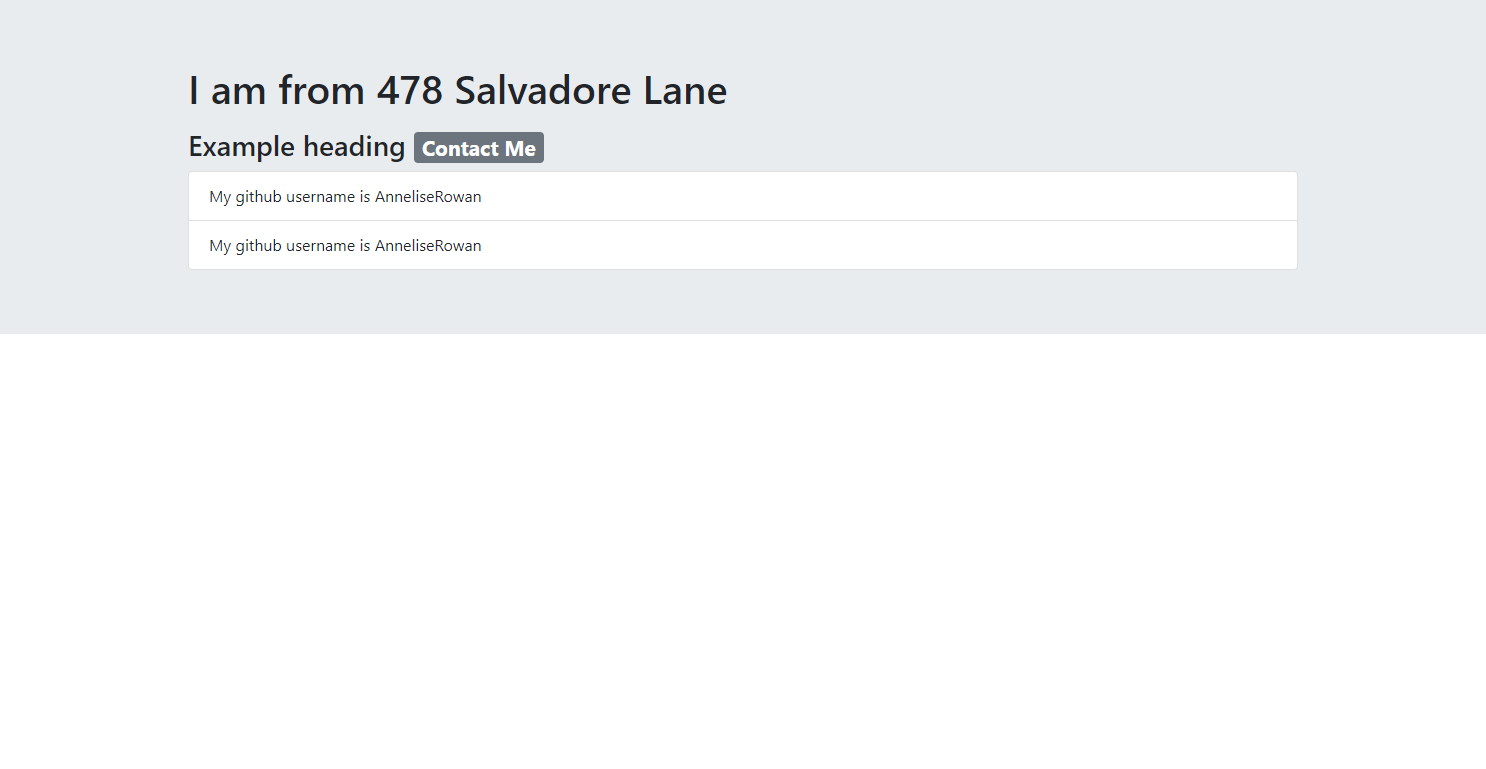 I am from 478 Salvadore Lane
Example heading Contact Me
My github username is AnneliseRowan
My github username is AnneliseRowan